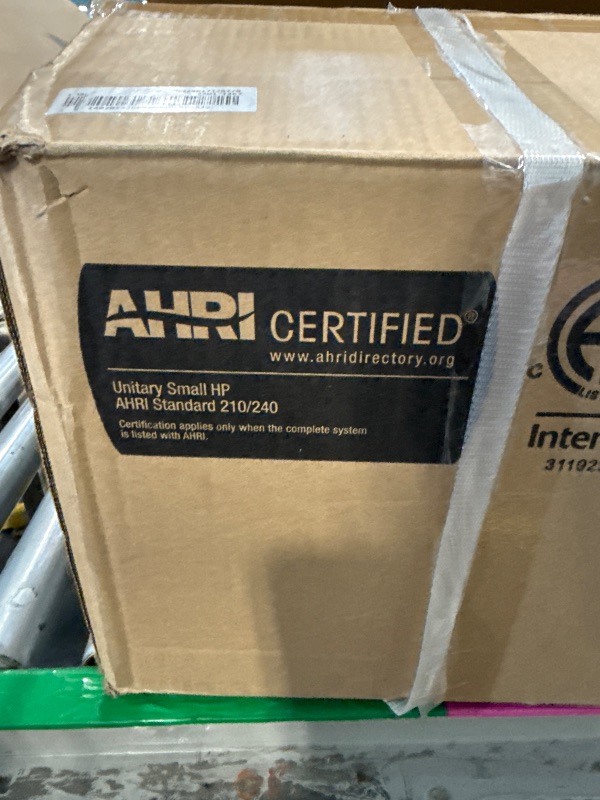 AHRI CERTIFIED®
www.ahridirectory.org
Unitary Small HP
AHRI Standard 210/240
Certification applies only when the complete system
is listed with AHRI.
C
Inter